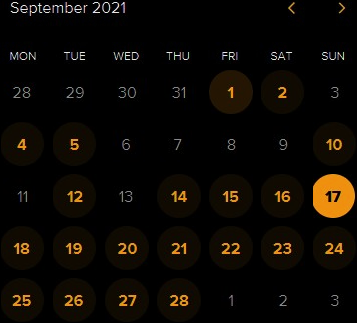 September 2021
MON TUE WED THU FRI SAT SUN
28 29 30 31 1 2 3
4 5 6 7 8 9 10
11 12 13 14 15 16 17
18 19 20 21 22 23 24
25 26 27 28 1 2 3